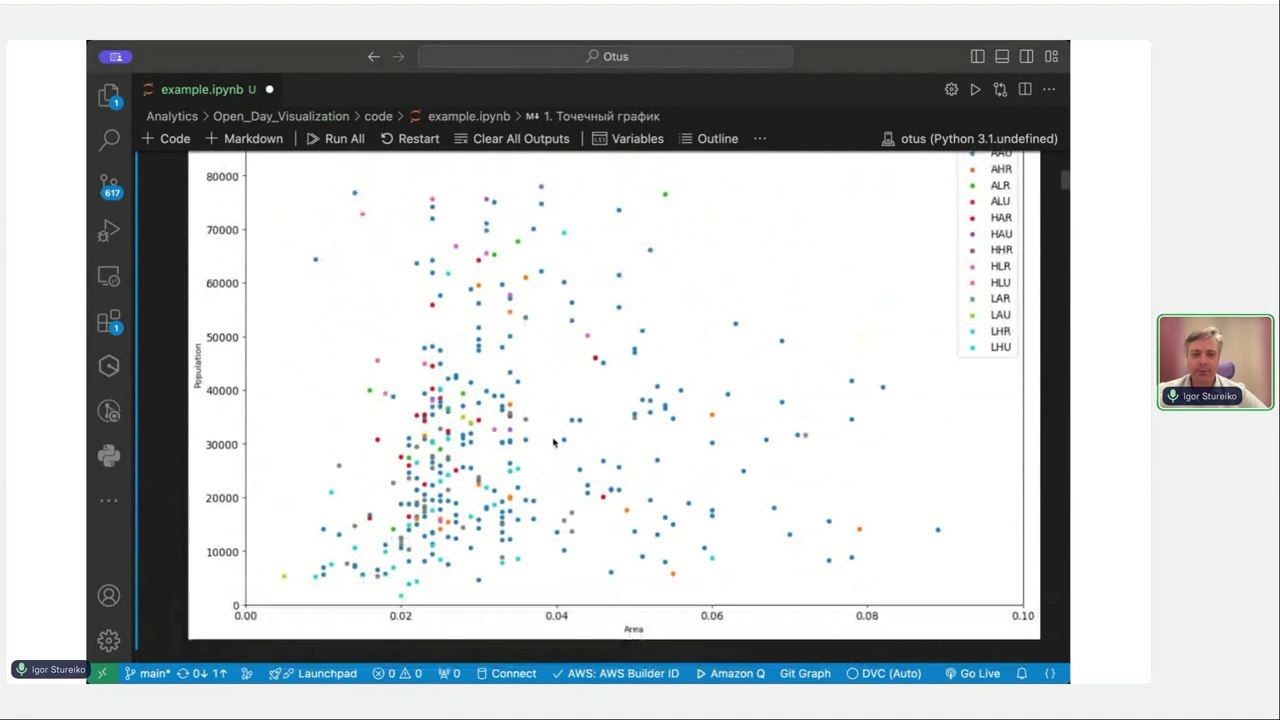 Otus
example.ipynb U
Analytics > Open_Day_Visualization > code > example.ipynb > M↓ 1. Точечный график
+ Code + Markdown Run All Restart Clear All Outputs Variables Outline ··· otus (Python 3.1.undefined)
1
617
1
AAU
AHR
ALR
ALU
HAR
HAU
HHR
HLR
HLU
LAR
LAU
LHR
LHU
80000
70000
60000
50000
40000
30000
20000
10000
0
Population
0.00 0.02 0.04 0.06 0.08 0.10
Area
Igor Stureiko
Igor Stureiko
main* 0↓ 1↑ Launchpad 0 0 0 Connect AWS: AWS Builder ID Amazon Q Git Graph DVC (Auto) Go Live {}